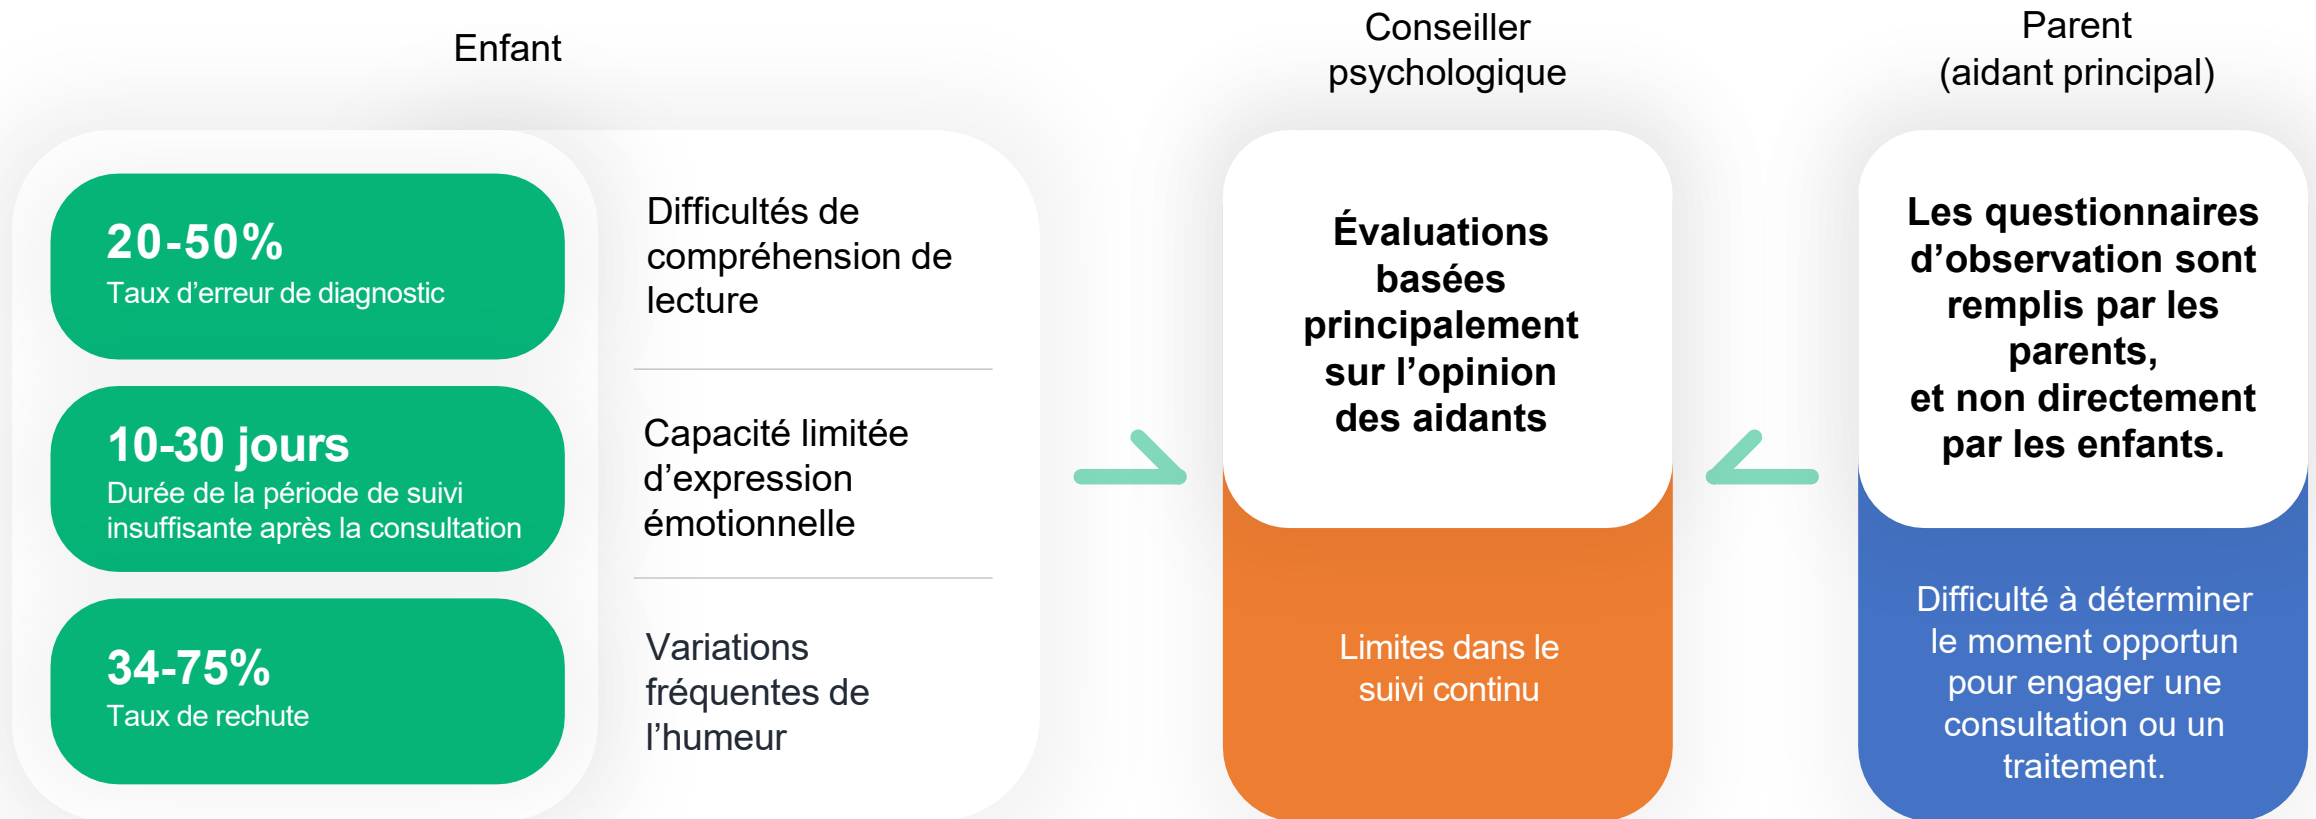 Enfant
20-50%
Taux d’erreur de diagnostic
10-30 jours
Durée de la période de suivi
insuffisante après la consultation
34-75%
Taux de rechute
Difficultés de
compréhension de
lecture
Capacité limitée
d’expression
émotionnelle
Variations
fréquentes de
l’humeur
Conseiller
psychologique
Évaluations
basées
principalement
sur l’opinion
des aidants
Limites dans le
suivi continu
Parent
(aidant principal)
Les questionnaires
d’observation sont
remplis par les
parents,
et non directement
par les enfants.
Difficulté à déterminer
le moment opportun
pour engager une
consultation ou un
traitement.